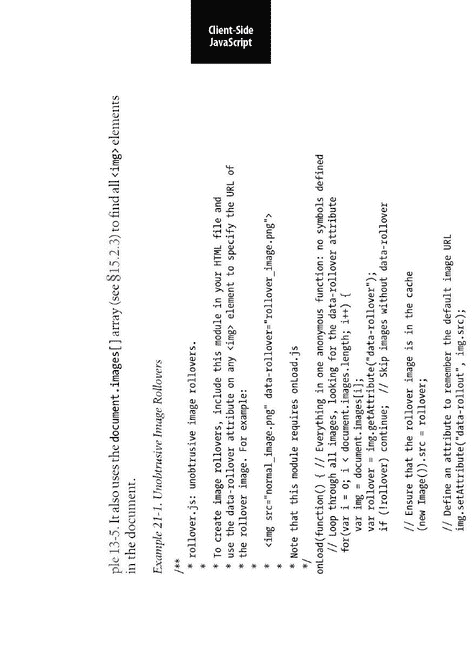 Client-Side
JavaScript
ple 13-5. It also uses the document.images[] array (see §15.2.3) to find all <img> elements
in the document.
Example 21-1. Unobtrusive Image Rollovers
/**
* rollover.js: unobtrusive image rollovers.
*
* To create image rollovers, include this module in your HTML file and
* use the data-rollover attribute on any <img> element to specify the URL of
* the rollover image. For example:
*
* <img src="normal_image.png" data-rollover="rollover_image.png">
*
* Note that this module requires onLoad.js
*/
onLoad(function() { // Everything in one anonymous function: no symbols defined
// Loop through all images, looking for the data-rollover attribute
for(var i = 0; i < document.images.length; i++) {
var img = document.images[i];
var rollover = img.getAttribute("data-rollover");
if (!rollover) continue; // Skip images without data-rollover
// Ensure that the rollover image is in the cache
(new Image()).src = rollover;
// Define an attribute to remember the default image URL
img.setAttribute("data-rollout", img.src);